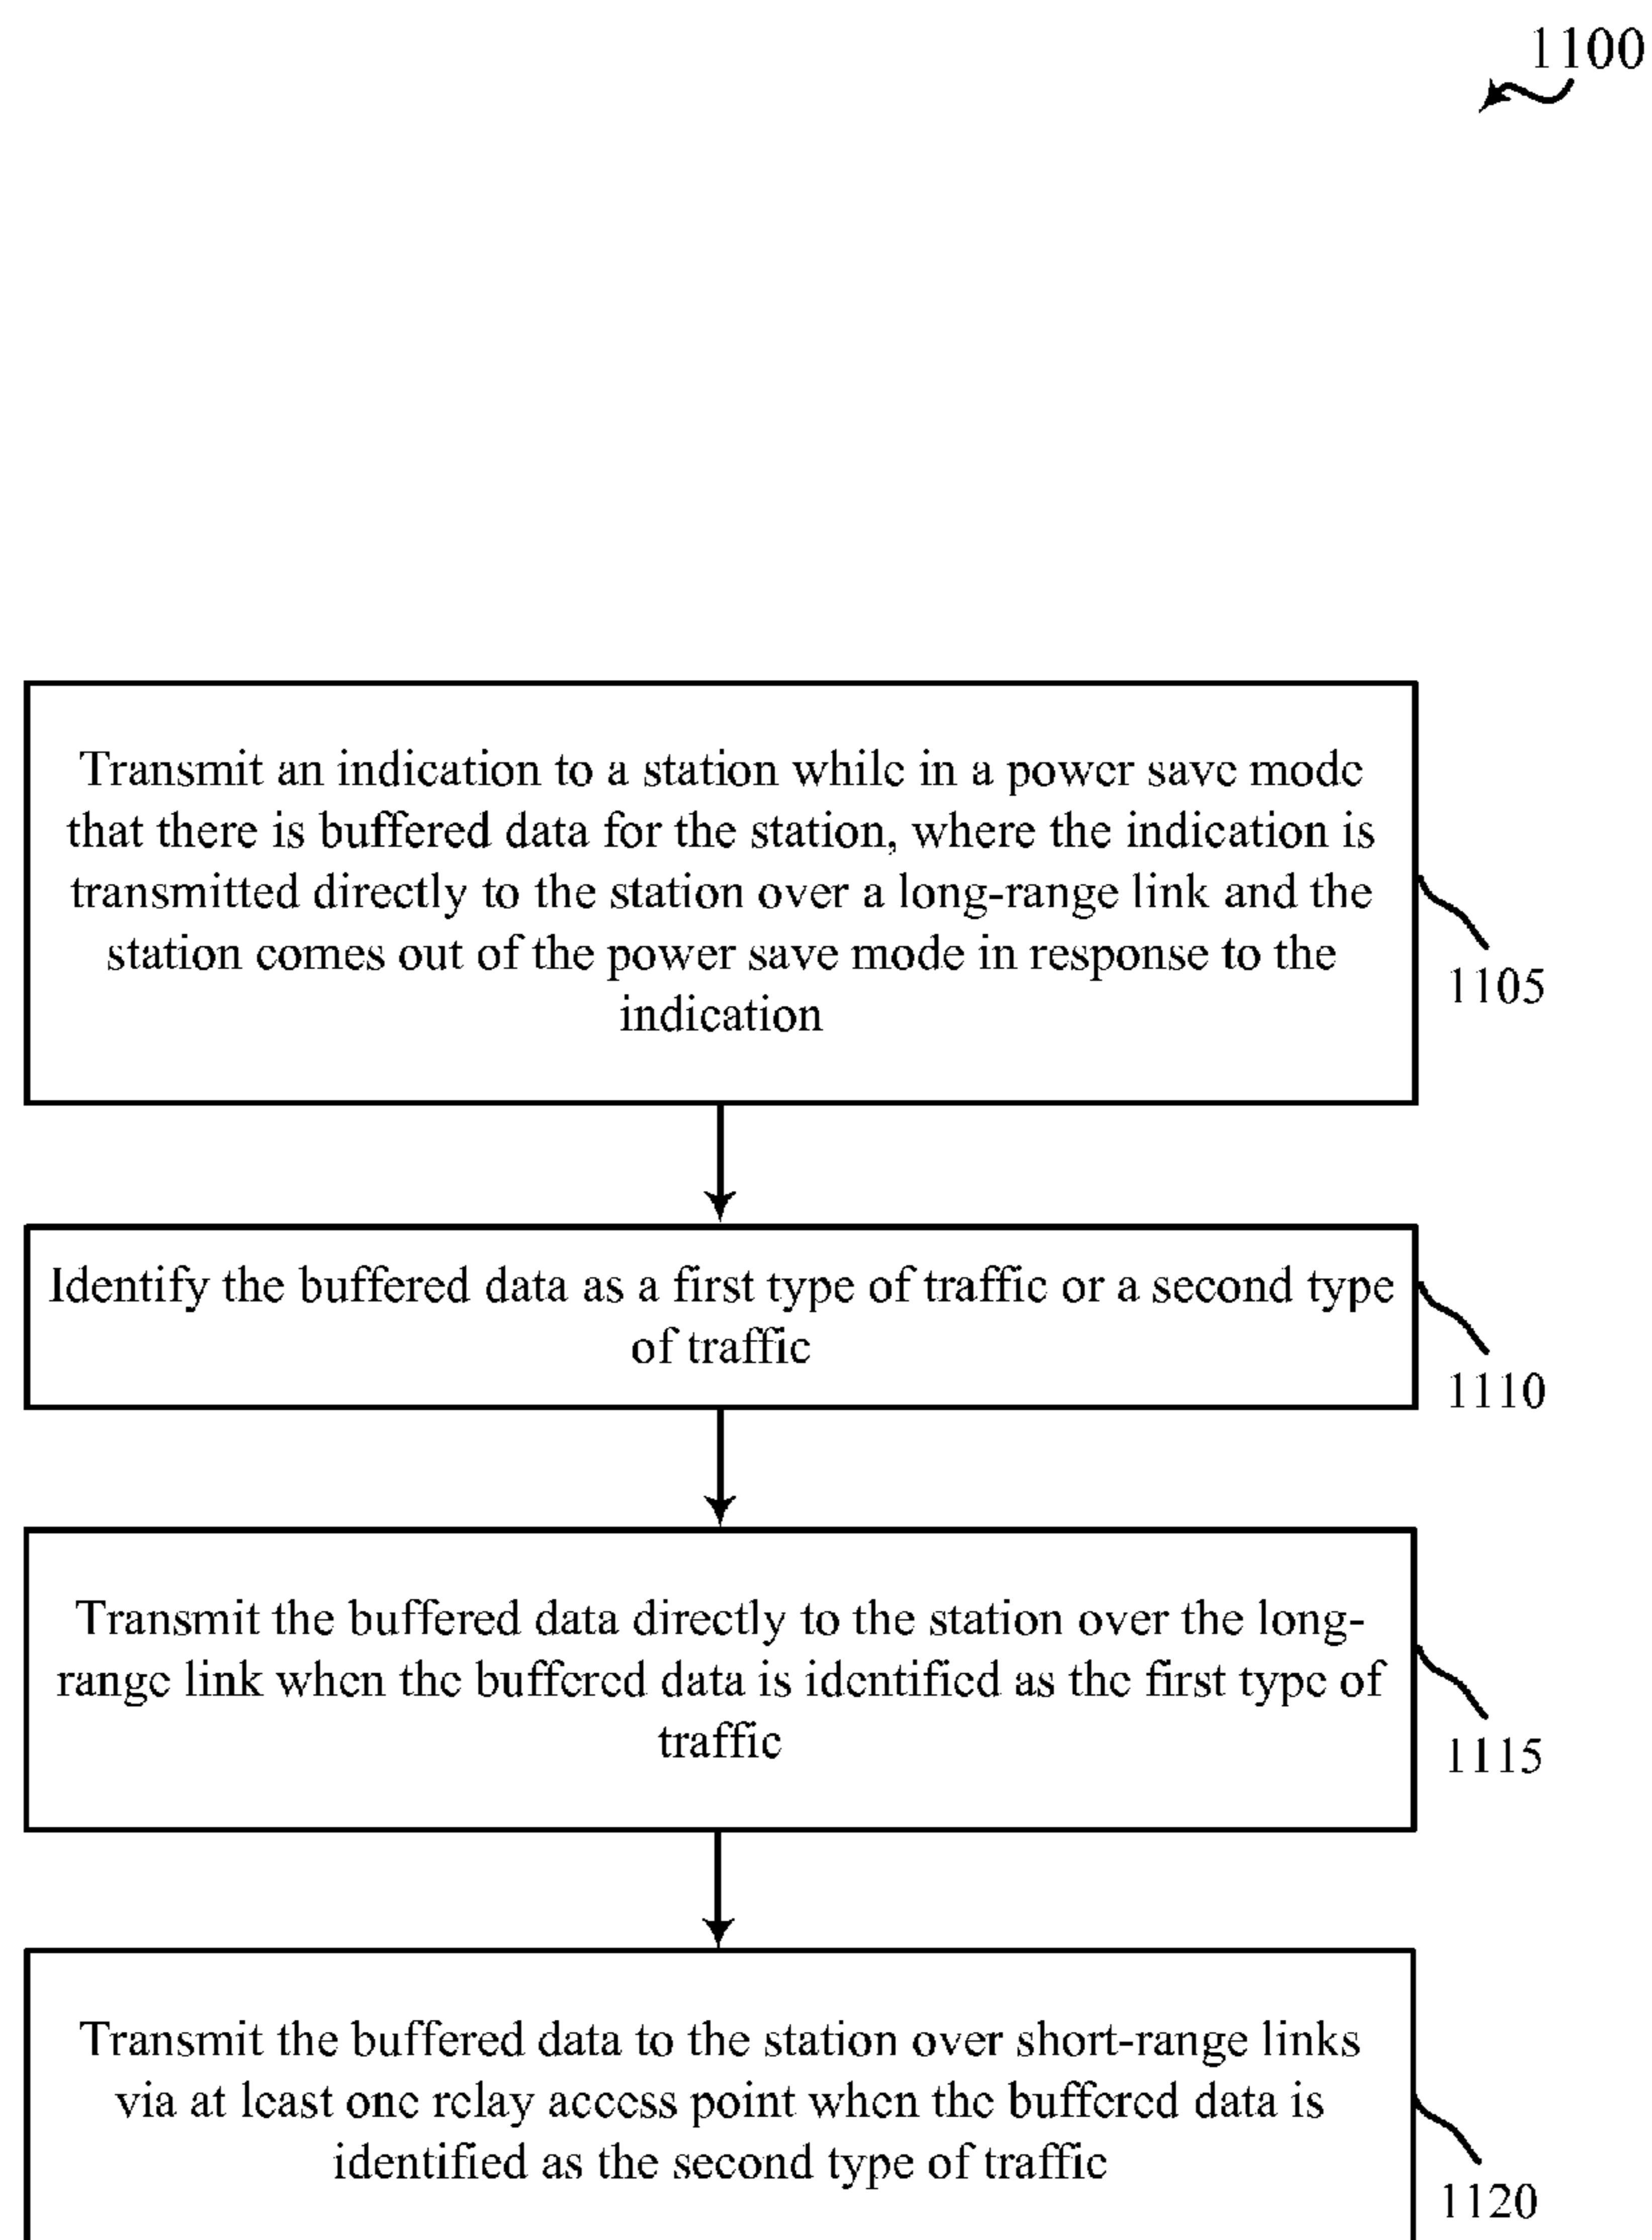 1100
Transmit an indication to a station while in a power save mode
that there is buffered data for the station, where the indication is
transmitted directly to the station over a long-range link and the
station comes out of the power save mode in response to the
indication
1105
Identify the buffered data as a first type of traffic or a second type
of traffic
1110
Transmit the buffered data directly to the station over the long-
range link when the buffered data is identified as the first type of
traffic
1115
Transmit the buffered data to the station over short-range links
via at least one relay access point when the buffered data is
identified as the second type of traffic
1120